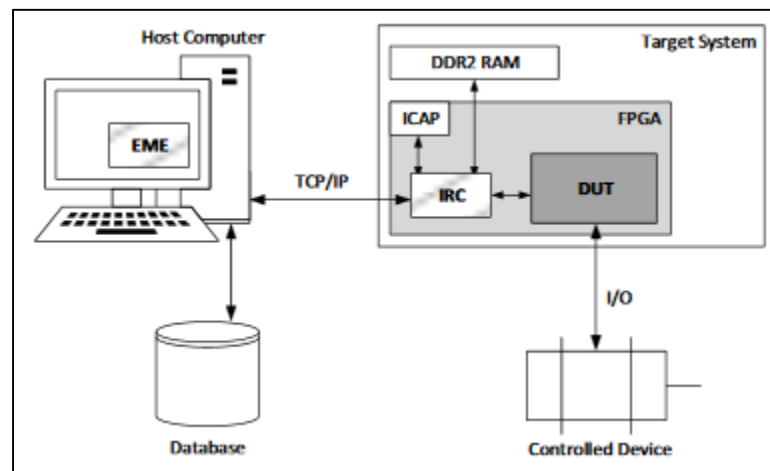 Host Computer
Target System
DDR2 RAM
ICAP
FPGA
EME
TCP/IP
IRC
DUT
I/O
Database
Controlled Device